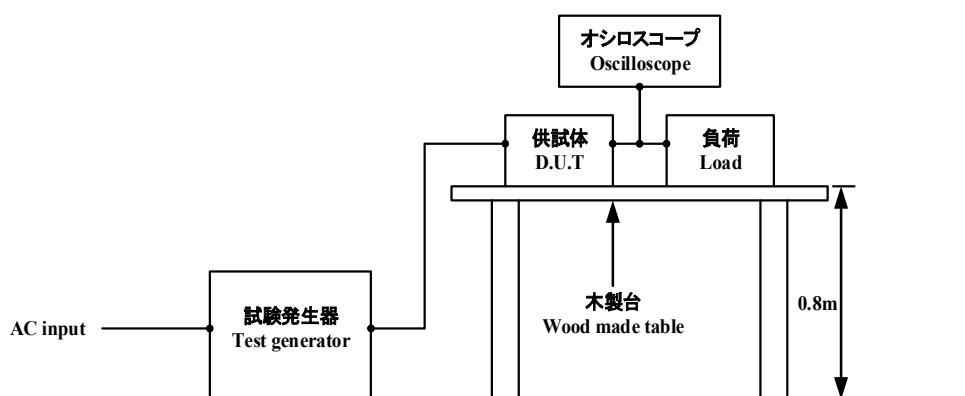 オシロスコープ
Oscilloscope
供試体
D.U.T
負荷
Load
試験発生器
Test generator
AC input
木製台
Wood made table
0.8m